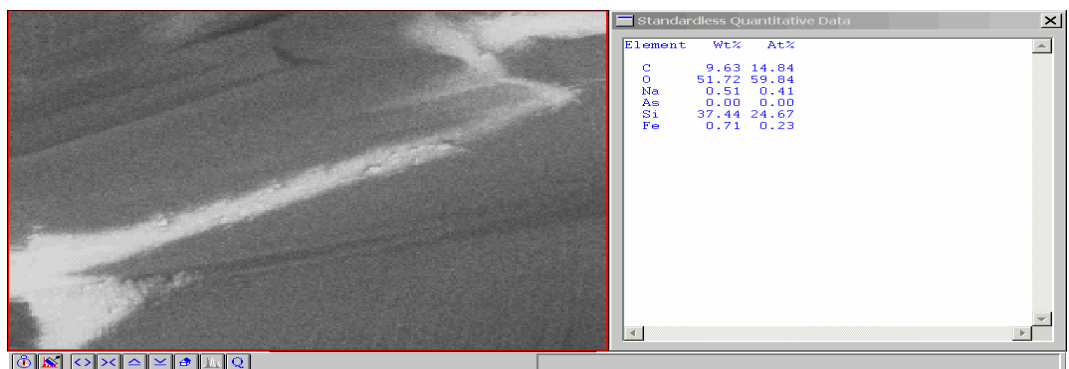 Standardless Quantitative Data
Element Wt% At%
C 9.63 14.84
O 51.72 59.84
Na 0.51 0.41
As 0.00 0.00
Si 37.44 24.67
Fe 0.71 0.23
Q